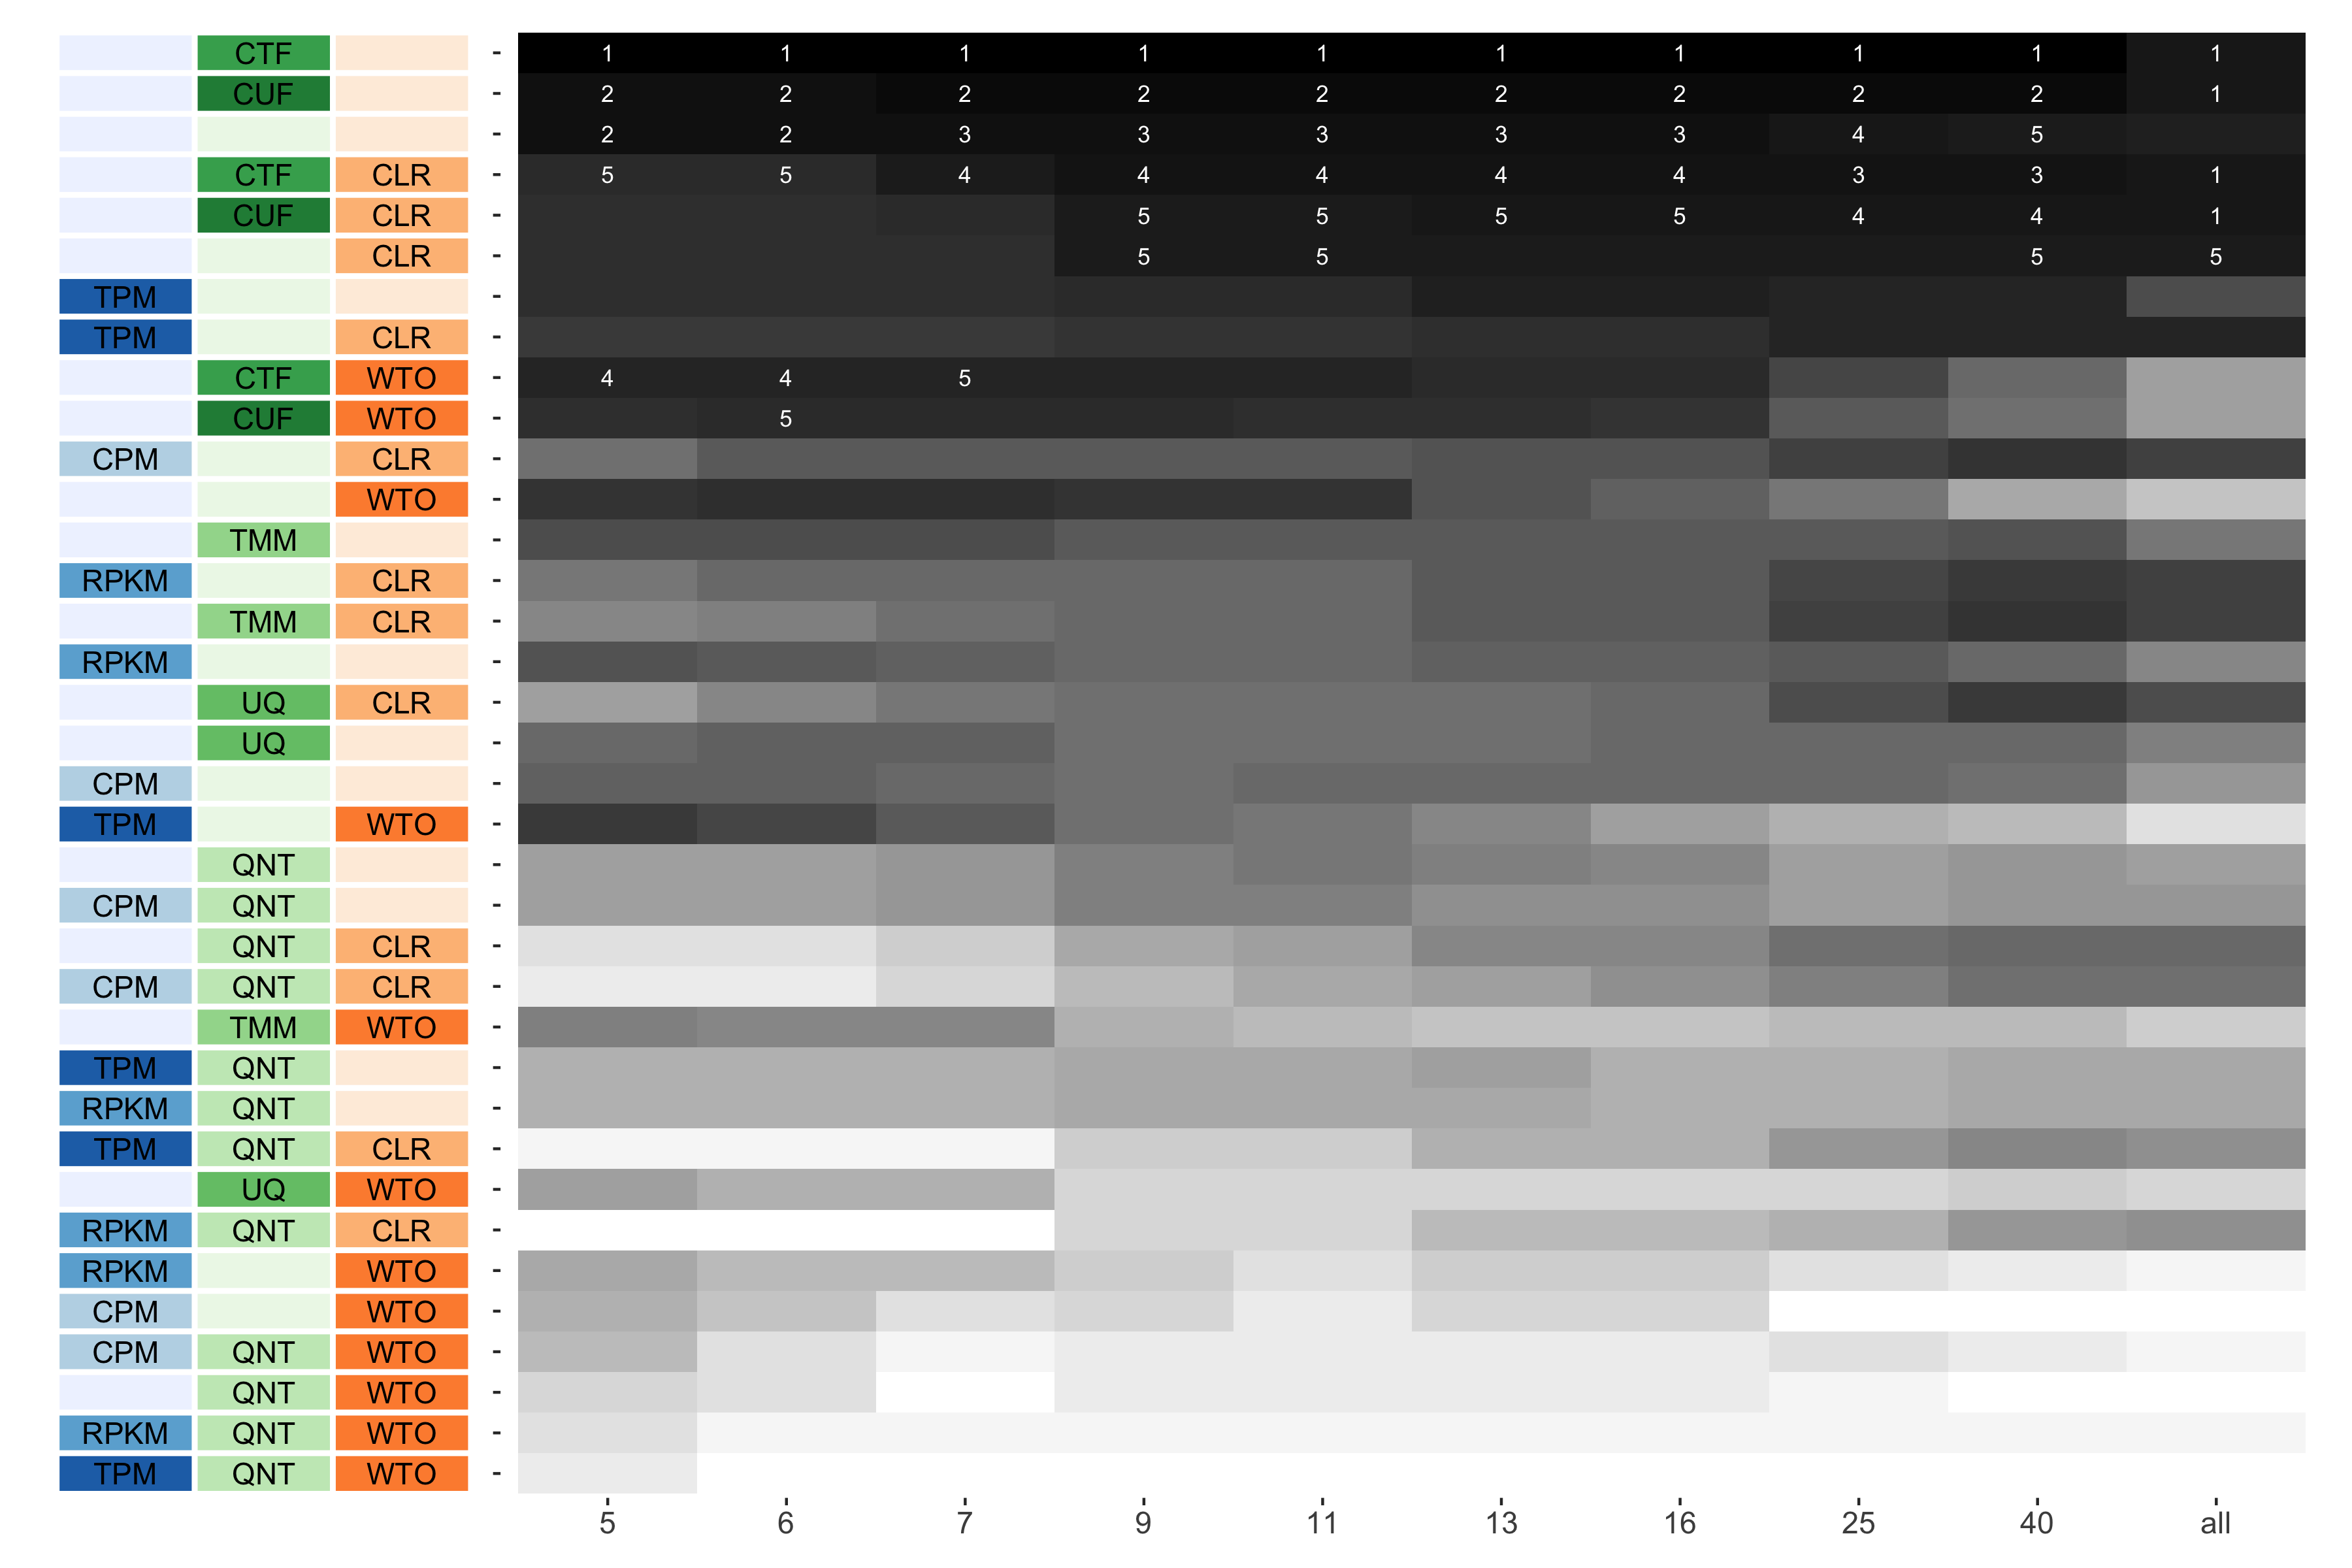 CTF - 1 1 1 1 1 1 1 1 1 1
CUF - 2 2 2 2 2 2 2 2 2 1
- 2 2 3 3 3 3 3 4 5
CTF CLR - 5 5 4 4 4 4 4 3 3 1
CUF CLR - 5 5 5 5 4 4 1
CLR - 5 5 5 5
TPM -
TPM CLR -
CTF WTO - 4 4 5
CUF WTO - 5
CPM CLR -
WTO -
TMM -
RPKM CLR -
TMM CLR -
RPKM -
UQ CLR -
UQ -
CPM -
TPM WTO -
QNT -
CPM QNT -
QNT CLR -
CPM QNT CLR -
TMM WTO -
TPM QNT -
RPKM QNT -
TPM QNT CLR -
UQ WTO -
RPKM QNT CLR -
RPKM WTO -
CPM WTO -
CPM QNT WTO -
QNT WTO -
RPKM QNT WTO -
TPM QNT WTO -
5 6 7 9 11 13 16 25 40 all